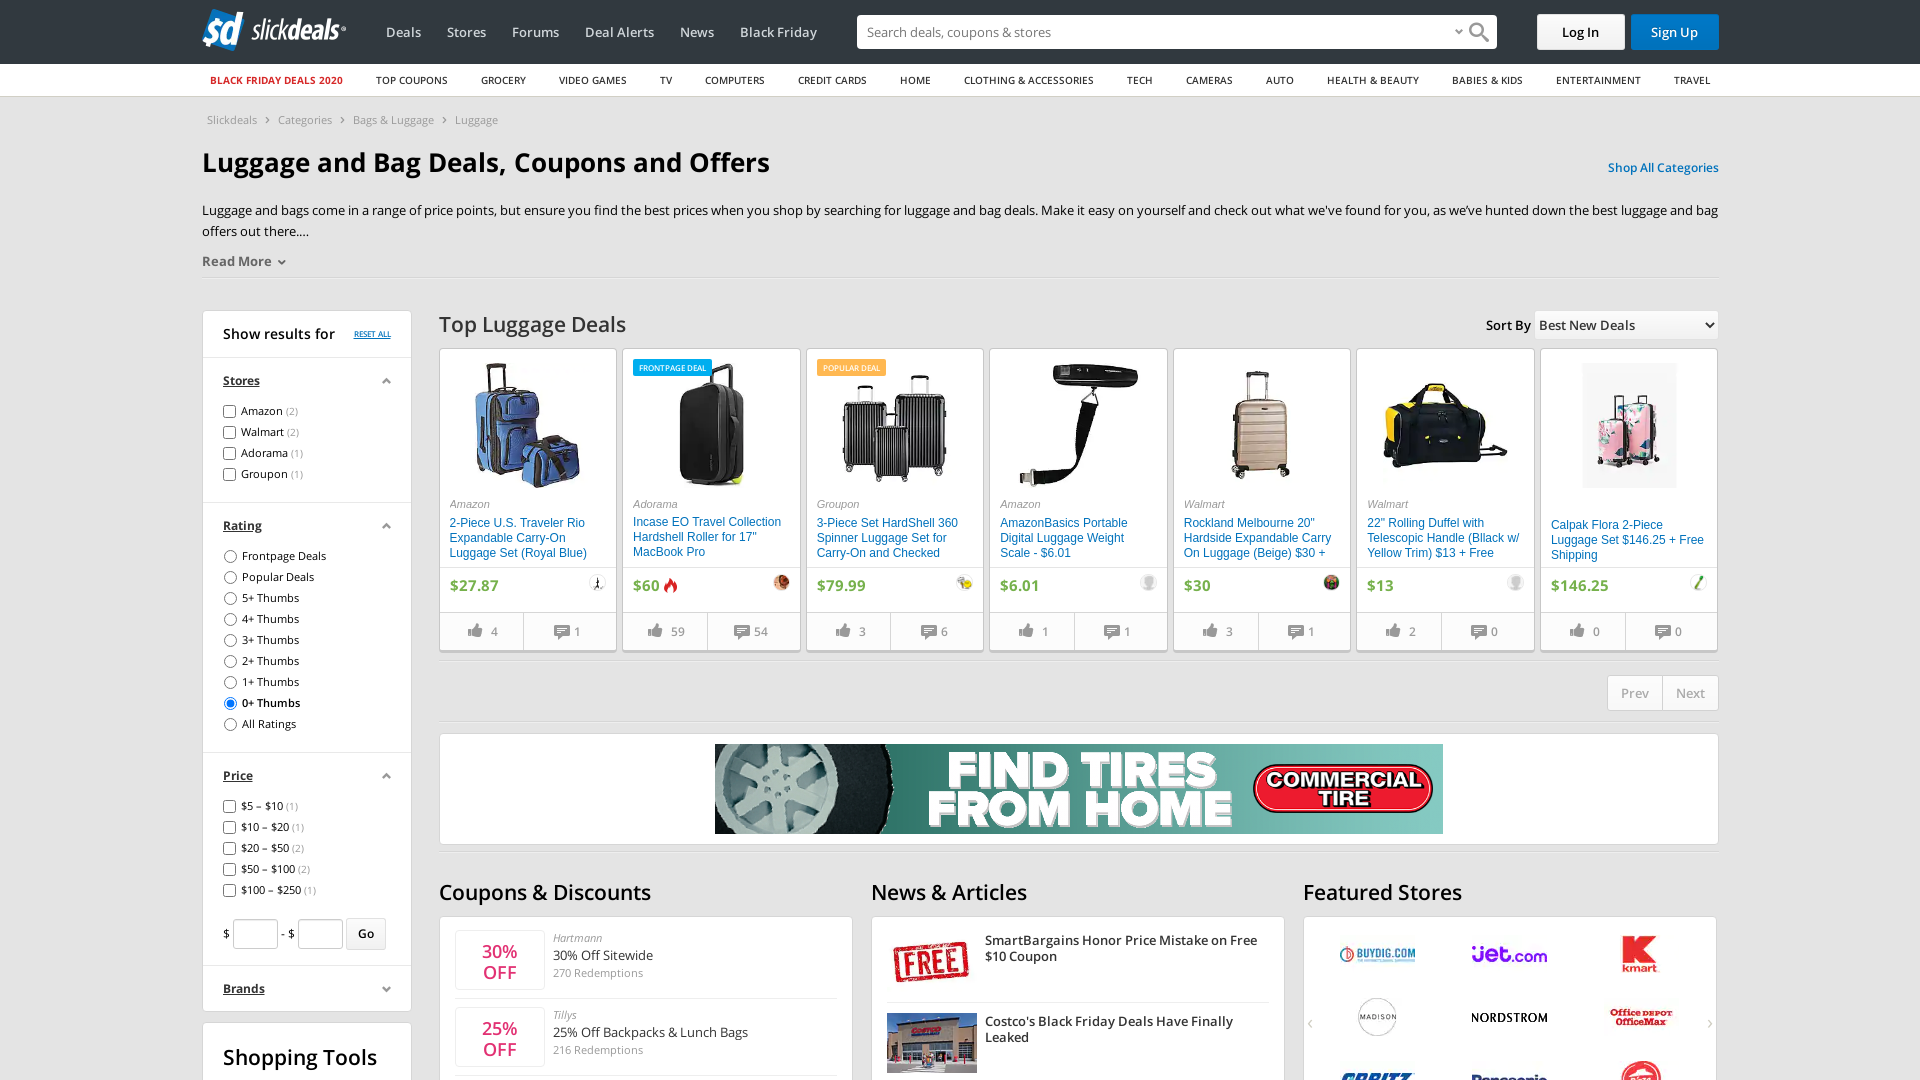 slickdeals
Deals
Stores
Forums
Deal Alerts
News
Black Friday
Search deals, coupons & stores
Log In
Sign Up
BLACK FRIDAY DEALS 2020
TOP COUPONS
GROCERY
VIDEO GAMES
TV
COMPUTERS
CREDIT CARDS
HOME
CLOTHING & ACCESSORIES
TECH
CAMERAS
AUTO
HEALTH & BEAUTY
BABIES & KIDS
ENTERTAINMENT
TRAVEL
Slickdeals > Categories > Bags & Luggage > Luggage
Luggage and Bag Deals, Coupons and Offers
Shop All Categories
Luggage and bags come in a range of price points, but ensure you find the best prices when you shop by searching for luggage and bag deals. Make it easy on yourself and check out what we've found for you, as we’ve hunted down the best luggage and bag
offers out there....
Read More
Show results for
RESET ALL
Stores
Amazon (2)
Walmart (2)
Adorama (1)
Groupon (1)
Rating
Frontpage Deals
Popular Deals
5+ Thumbs
4+ Thumbs
3+ Thumbs
2+ Thumbs
1+ Thumbs
0+ Thumbs
All Ratings
Price
$5 – $10 (1)
$10 – $20 (1)
$20 – $50 (2)
$50 – $100 (2)
$100 – $250 (1)
$ - $ Go
Brands
Shopping Tools
Top Luggage Deals
Sort By Best New Deals
Amazon
2-Piece U.S. Traveler Rio
Expandable Carry-On
Luggage Set (Royal Blue)
$27.87
4
1
FRONTPAGE DEAL
Adorama
Incase EO Travel Collection
Hardshell Roller for 17"
MacBook Pro
$60
59
54
POPULAR DEAL
Groupon
3-Piece Set HardShell 360
Spinner Luggage Set for
Carry-On and Checked
$79.99
3
6
Amazon
AmazonBasics Portable
Digital Luggage Weight
Scale - $6.01
$6.01
1
1
Walmart
Rockland Melbourne 20"
Hardside Expandable Carry
On Luggage (Beige) $30 +
$30
3
1
Walmart
22" Rolling Duffel with
Telescopic Handle (Bllack w/
Yellow Trim) $13 + Free
$13
2
0
Calpak Flora 2-Piece
Luggage Set $146.25 + Free
Shipping
$146.25
0
0
Prev
Next
FIND TIRES
FROM HOME
COMMERCIAL
TIRE
Coupons & Discounts
30%
OFF
Hartmann
30% Off Sitewide
270 Redemptions
25%
OFF
Tillys
25% Off Backpacks & Lunch Bags
216 Redemptions
News & Articles
FREE
SmartBargains Honor Price Mistake on Free
$10 Coupon
Costco's Black Friday Deals Have Finally
Leaked
Featured Stores
BUYDIG.COM
Jet.com
kmart
MADISON
NORDSTROM
Office DEPOT
OfficeMax
ORBITZ
Panasonic